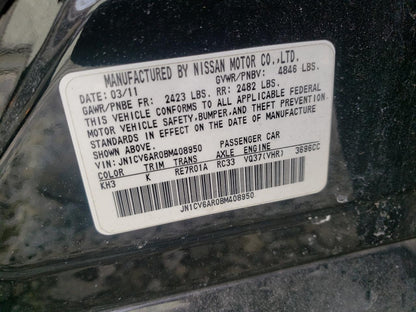 MANUFACTURED BY NISSAN MOTOR CO.,LTD.
DATE: 03/11 GVWR/PNBV: 4846 LBS.
GAWR/PNBE FR: 2423 LBS. RR: 2482 LBS.
THIS VEHICLE CONFORMS TO ALL APPLICABLE FEDERAL
MOTOR VEHICLE SAFETY,BUMPER,AND THEFT PREVENTION
STANDARDS IN EFFECT ON THE DATE OF MANUFACTURE
SHOWN ABOVE.
VIN: JN1CV6AR0BM408950 PASSENGER CAR
COLOR TRIM TRANS AXLE ENGINE
KH3 K RE7R01A RC33 VQ37(VHR) 3696CC
JN1CV6AR0BM408950